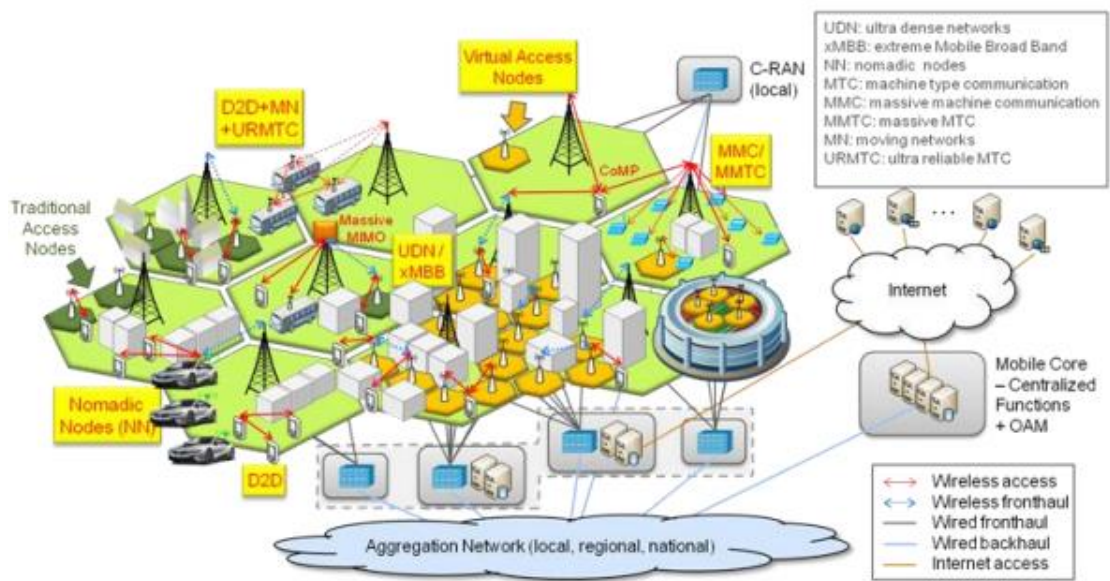 UDN: ultra dense networks
xMBB: extreme Mobile Broad Band
NN: nomadic nodes
MTC: machine type communication
MMC: massive machine communication
MMTC: massive MTC
MN: moving networks
URMTC: ultra reliable MTC
Virtual Access
Nodes
C-RAN
(local)
D2D+MN
+URMTC
MMC/
MMTC
CoMP
Traditional
Access
Nodes
Massive
MIMO
UDN /
xMBB
...
Internet
Mobile Core
– Centralized
Functions
+ OAM
Nomadic
Nodes (NN)
D2D
Wireless access
Wireless fronthaul
Wired fronthaul
Wired backhaul
Internet access
Aggregation Network (local, regional, national)